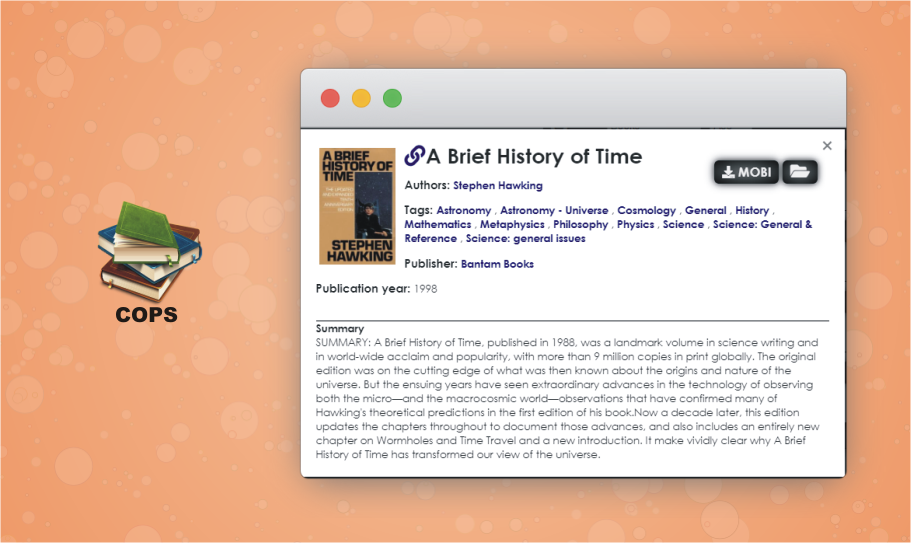 COPS
A BRIEF
HISTORY OF
TIME
THE UPDATED
AND EXPANDED
TENTH
ANNIVERSARY
EDITION
STEPHEN
HAWKING
A Brief History of Time
MOBI
Authors: Stephen Hawking
Tags: Astronomy , Astronomy - Universe , Cosmology , General , History ,
Mathematics , Metaphysics , Philosophy , Physics , Science , Science: General &
Reference , Science: general issues
Publisher: Bantam Books
Publication year: 1998
Summary
SUMMARY: A Brief History of Time, published in 1988, was a landmark volume in science writing and
in world-wide acclaim and popularity, with more than 9 million copies in print globally. The original
edition was on the cutting edge of what was then known about the origins and nature of the
universe. But the ensuing years have seen extraordinary advances in the technology of observing
both the micro—and the macrocosmic world—observations that have confirmed many of
Hawking's theoretical predictions in the first edition of his book.Now a decade later, this edition
updates the chapters throughout to document those advances, and also includes an entirely new
chapter on Wormholes and Time Travel and a new introduction. It make vividly clear why A Brief
History of Time has transformed our view of the universe.